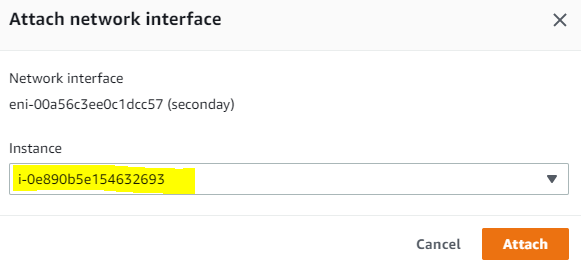 Attach network interface
Network interface
eni-00a56c3ee0c1dcc57 (seconday)
Instance
i-0e890b5e154632693
Cancel Attach